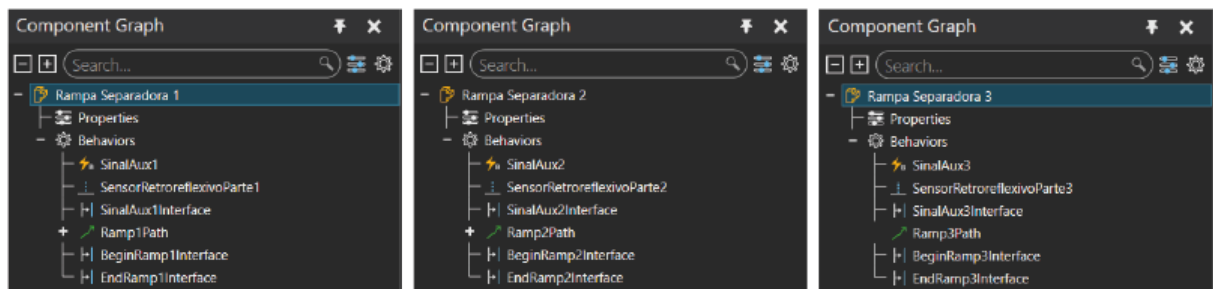 Component Graph
Search...
Rampa Separadora 1
Properties
Behaviors
SinalAux1
SensorRetroreflexivoParte1
SinalAux1Interface
Ramp1Path
BeginRamp1Interface
EndRamp1Interface
Component Graph
Search...
Rampa Separadora 2
Properties
Behaviors
SinalAux2
SensorRetroreflexivoParte2
SinalAux2Interface
Ramp2Path
BeginRamp2Interface
EndRamp2Interface
Component Graph
Search...
Rampa Separadora 3
Properties
Behaviors
SinalAux3
SensorRetroreflexivoParte3
SinalAux3Interface
Ramp3Path
BeginRamp3Interface
EndRamp3Interface